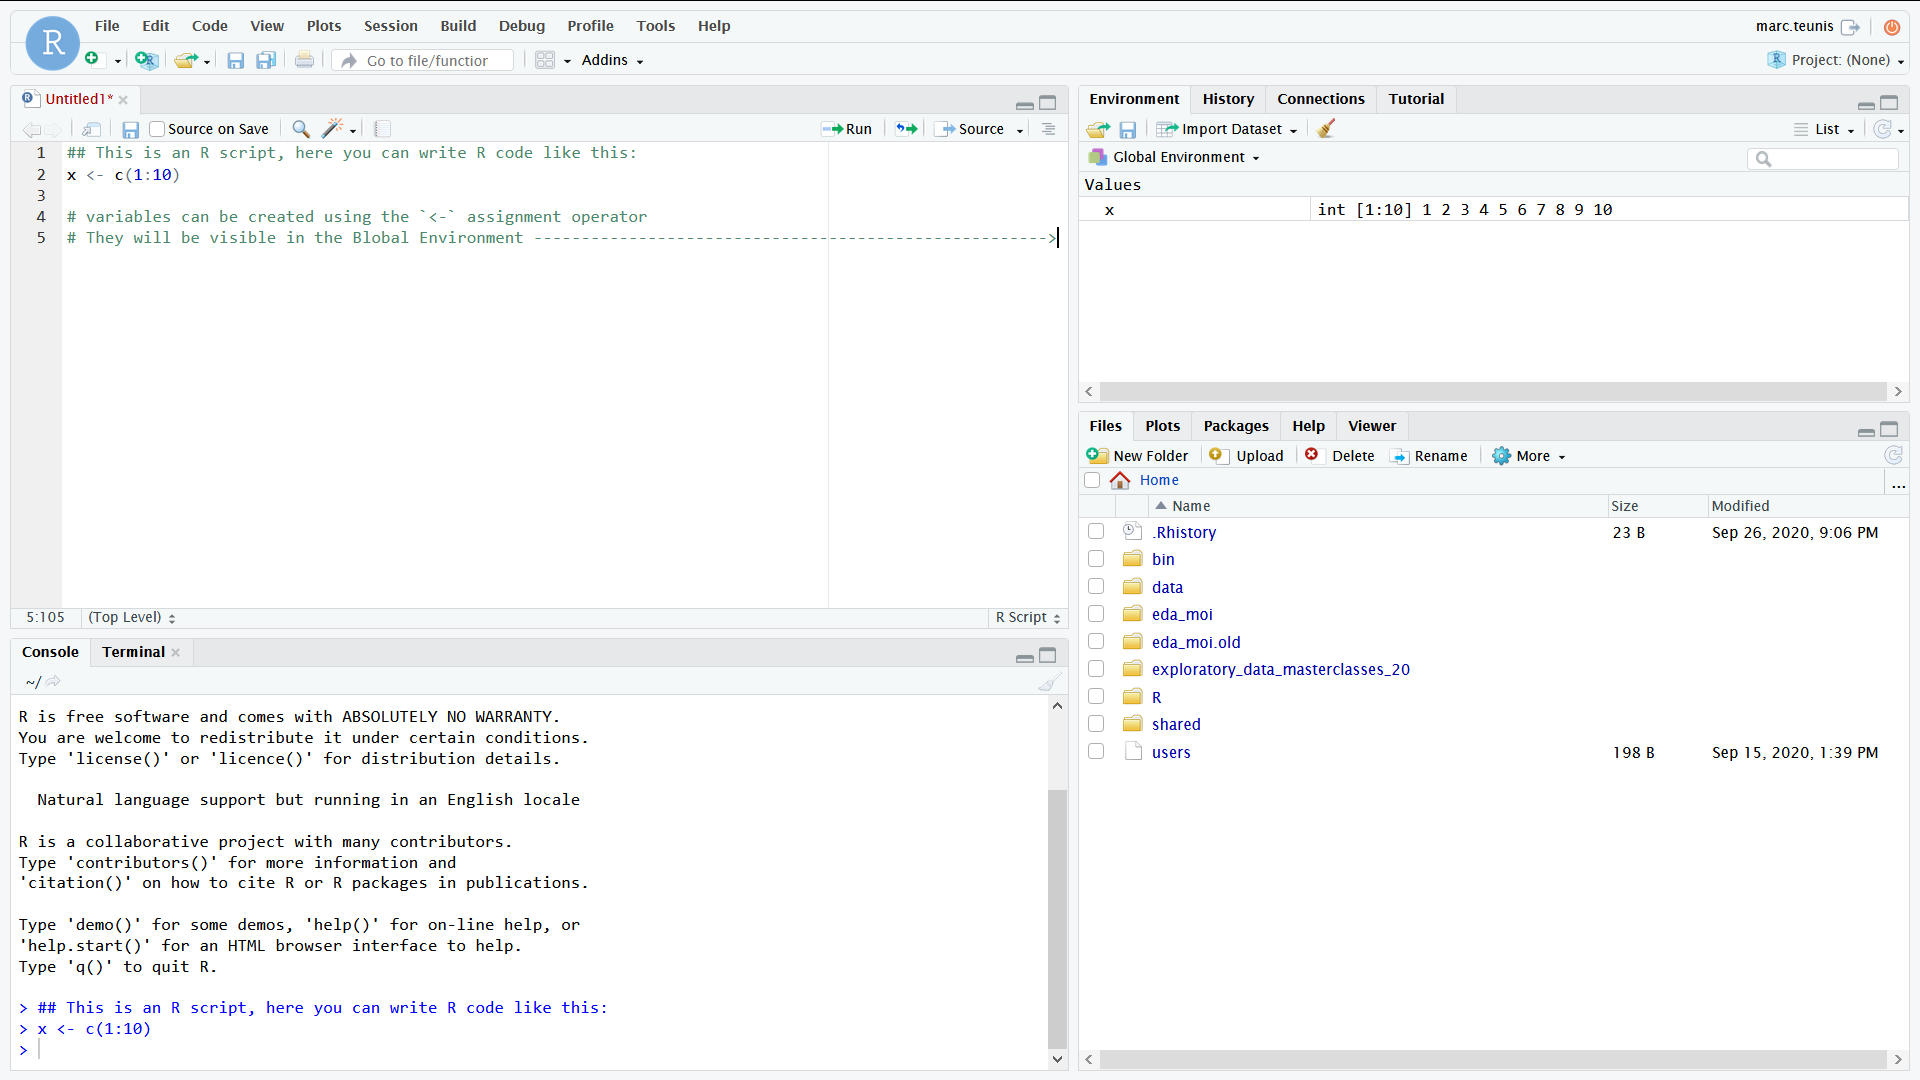 R
File Edit Code View Plots Session Build Debug Profile Tools Help
marc.teunis
R Go to file/functior Addins
R Project: (None)
R Untitled1*
Source on Save Run Source
1 ## This is an R script, here you can write R code like this:
2 x <- c(1:10)
3
4 # variables can be created using the `<-` assignment operator
5 # They will be visible in the Blobal Environment ------------------------------------------------------>
5:105 (Top Level) R Script
Console Terminal
~/
R is free software and comes with ABSOLUTELY NO WARRANTY.
You are welcome to redistribute it under certain conditions.
Type 'license()' or 'licence()' for distribution details.
Natural language support but running in an English locale
R is a collaborative project with many contributors.
Type 'contributors()' for more information and
'citation()' on how to cite R or R packages in publications.
Type 'demo()' for some demos, 'help()' for on-line help, or
'help.start()' for an HTML browser interface to help.
Type 'q()' to quit R.
> ## This is an R script, here you can write R code like this:
> x <- c(1:10)
>
Environment History Connections Tutorial
Import Dataset List
Global Environment
Values
x int [1:10] 1 2 3 4 5 6 7 8 9 10
Files Plots Packages Help Viewer
New Folder Upload Delete Rename More
Home ...
Name Size Modified
.Rhistory 23 B Sep 26, 2020, 9:06 PM
bin
data
eda_moi
eda_moi.old
exploratory_data_masterclasses_20
R
shared
users 198 B Sep 15, 2020, 1:39 PM